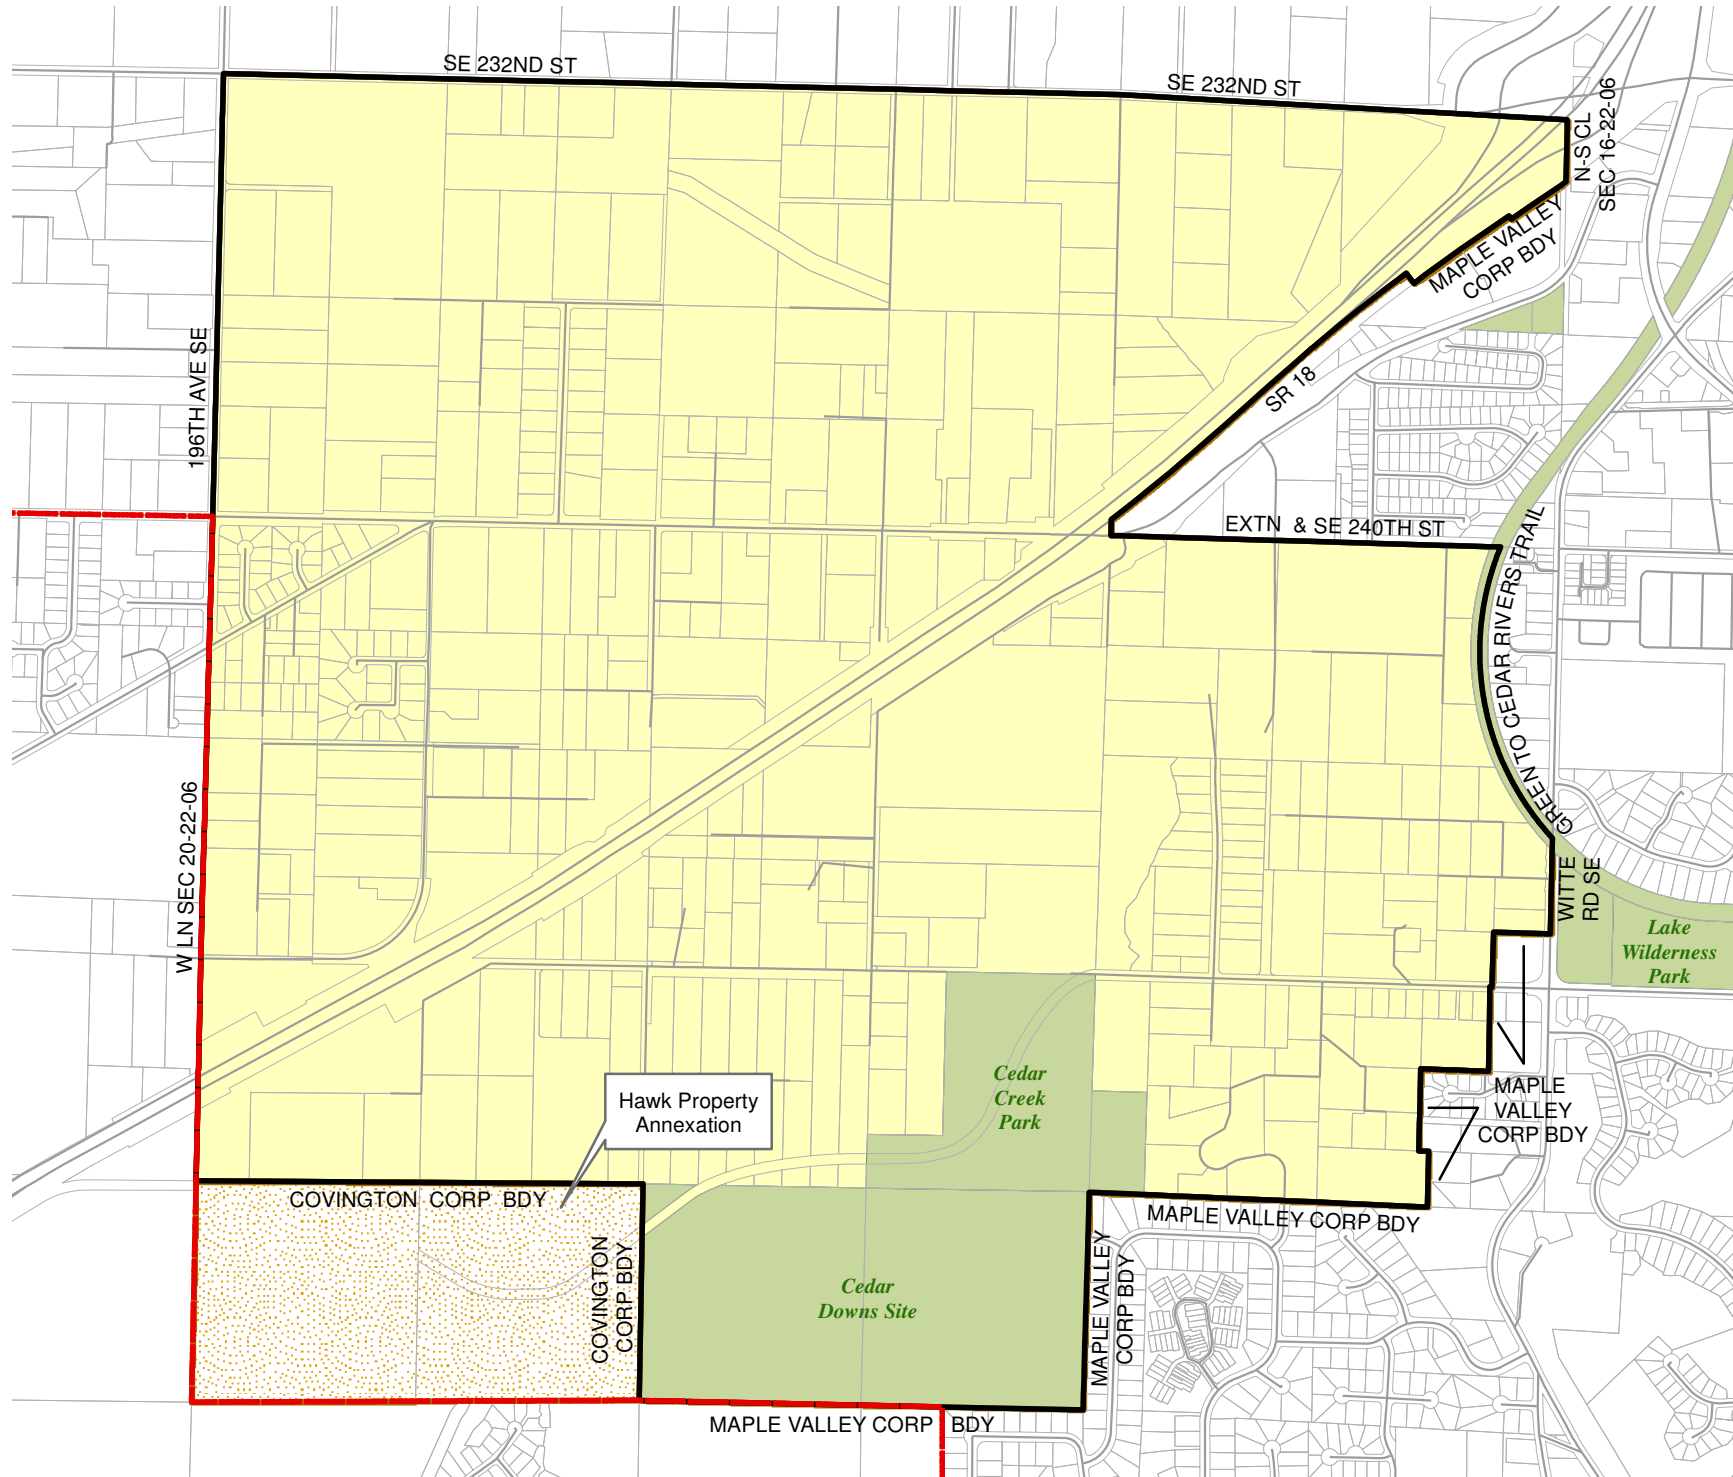 SE 232ND ST
SE 232ND ST
N-S CL
SEC 16-22-06
MAPLE VALLEY
CORP BDY
196TH AVE SE
SR 18
EXTN & SE 240TH ST
GREEN TO CEDAR RIVERS TRAIL
W LN SEC 20-22-06
WITTE
RD SE
Lake
Wilderness
Park
Cedar
Creek
Park
Hawk Property
Annexation
MAPLE
VALLEY
CORP BDY
COVINGTON CORP BDY
MAPLE VALLEY CORP BDY
COVINGTON
CORP BDY
MAPLE VALLEY
CORP BDY
Cedar
Downs Site
MAPLE VALLEY CORP BDY